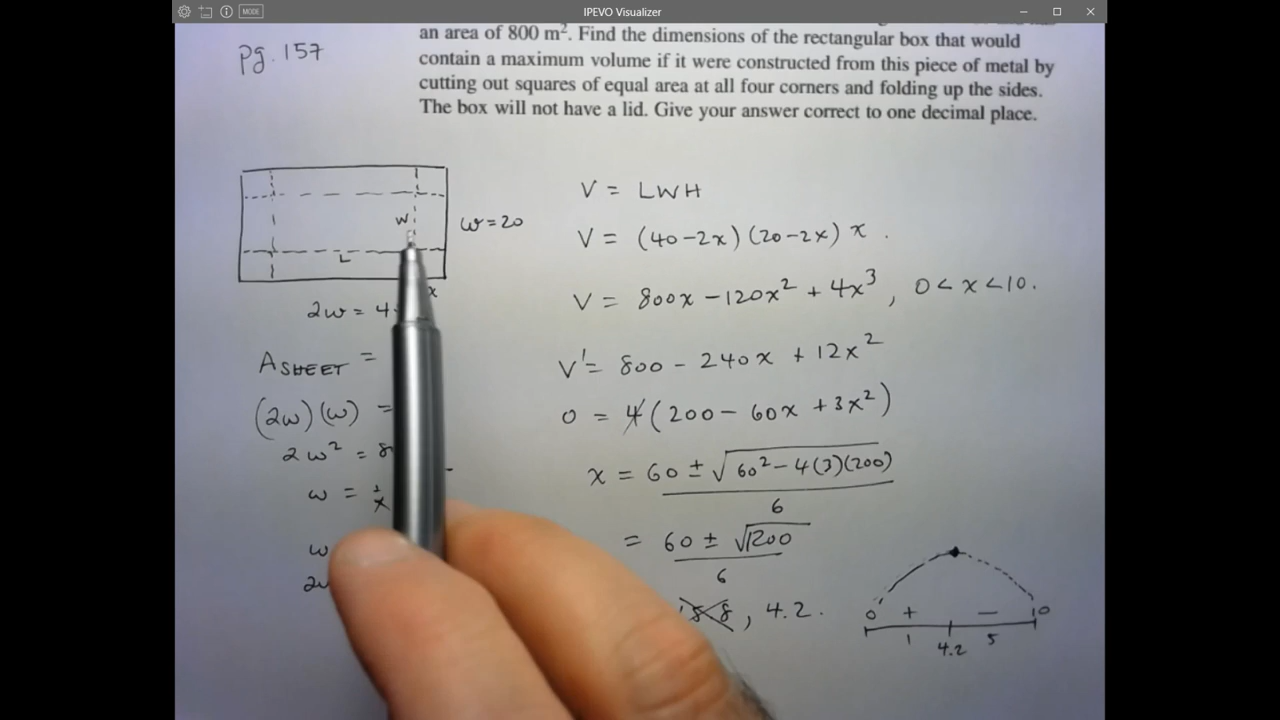 IPEVO Visualizer
MODE
an area of 800 m². Find the dimensions of the rectangular box that would
contain a maximum volume if it were constructed from this piece of metal by
cutting out squares of equal area at all four corners and folding up the sides.
The box will not have a lid. Give your answer correct to one decimal place.
pg. 157
W
L
w = 20
x
2w = 4
A SHEET =
(2w)(w) =
2w² = 8
w = ±
w
V = LWH
V = (40-2x)(20-2x) x .
V = 800x - 120x² + 4x³ , 0 < x < 10.
V' = 800 - 240x + 12x²
0 = 4(200 - 60x + 3x²)
x = 60 ± √60² - 4(3)(200)
6
= 60 ± √1200
6
, 4.2 .
0 + - 10
1 4.2 5